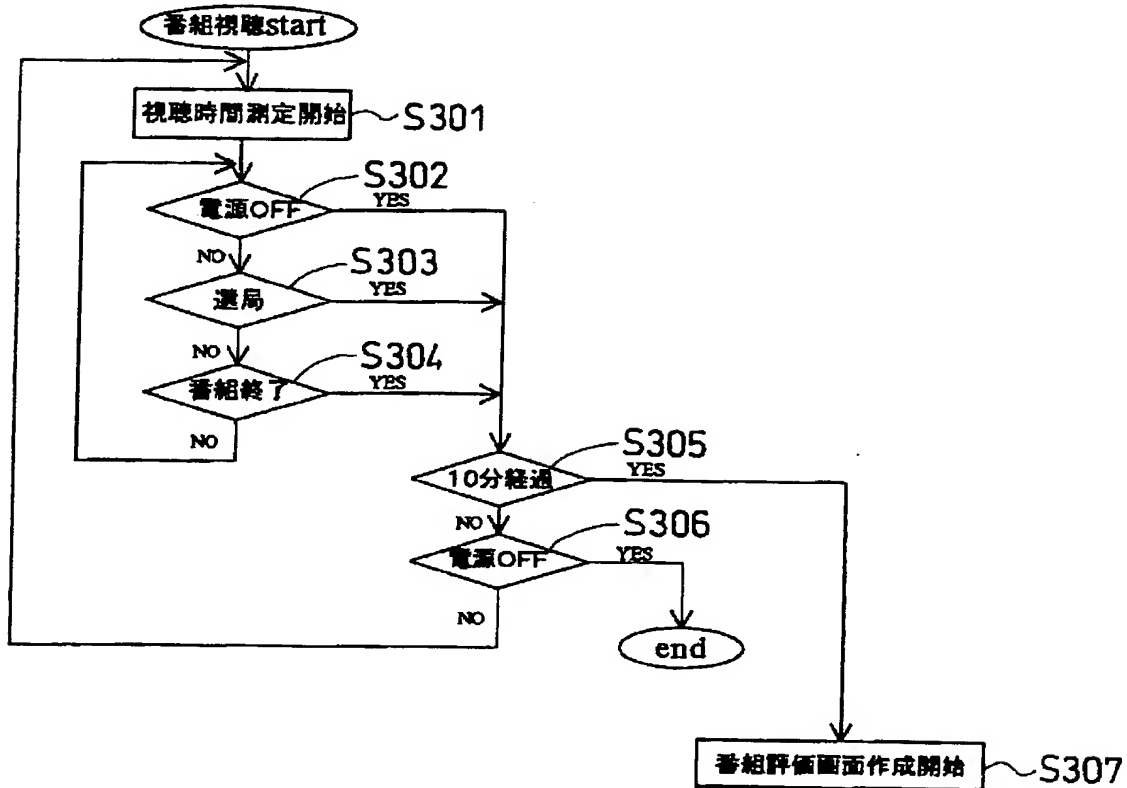 番組視聴start
視聴時間測定開始
S301
S302
電源OFF
YES
NO
S303
選局
YES
NO
S304
番組終了
YES
NO
S305
10分経過
YES
NO
S306
電源OFF
YES
NO
end
番組評価画面作成開始
S307